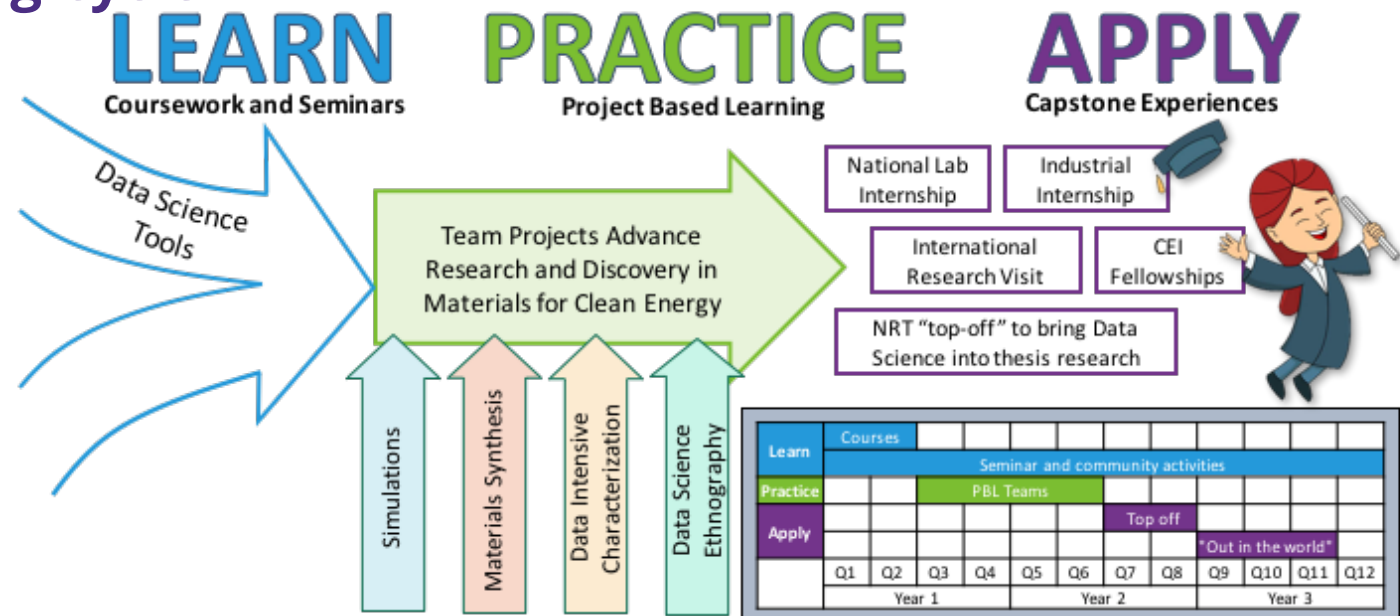 LEARN
Coursework and Seminars
PRACTICE
Project Based Learning
APPLY
Capstone Experiences
Data Science
Tools
Team Projects Advance
Research and Discovery in
Materials for Clean Energy
Simulations
Materials Synthesis
Data Intensive
Characterization
Data Science
Ethnography
National Lab
Internship
Industrial
Internship
International
Research Visit
CEI
Fellowships
NRT “top-off” to bring Data
Science into thesis research
Learn
Courses
Seminar and community activities
Practice
PBL Teams
Apply
Top off
"Out in the world"
Q1 Q2 Q3 Q4 Q5 Q6 Q7 Q8 Q9 Q10 Q11 Q12
Year 1 Year 2 Year 3